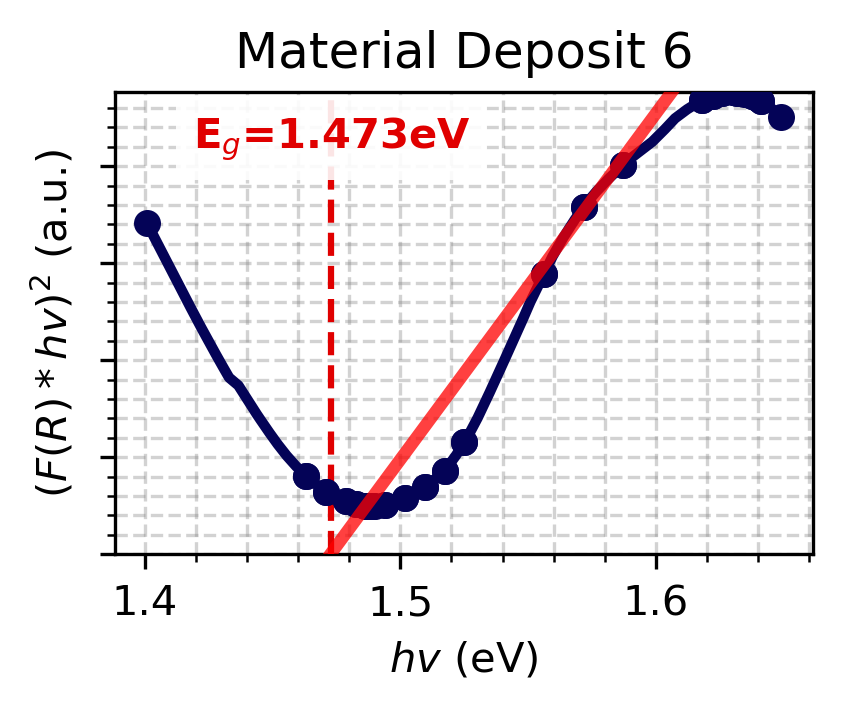 Material Deposit 6
E_g=1.473eV
(F(R) * hv)² (a.u.)
1.4 1.5 1.6
hv (eV)